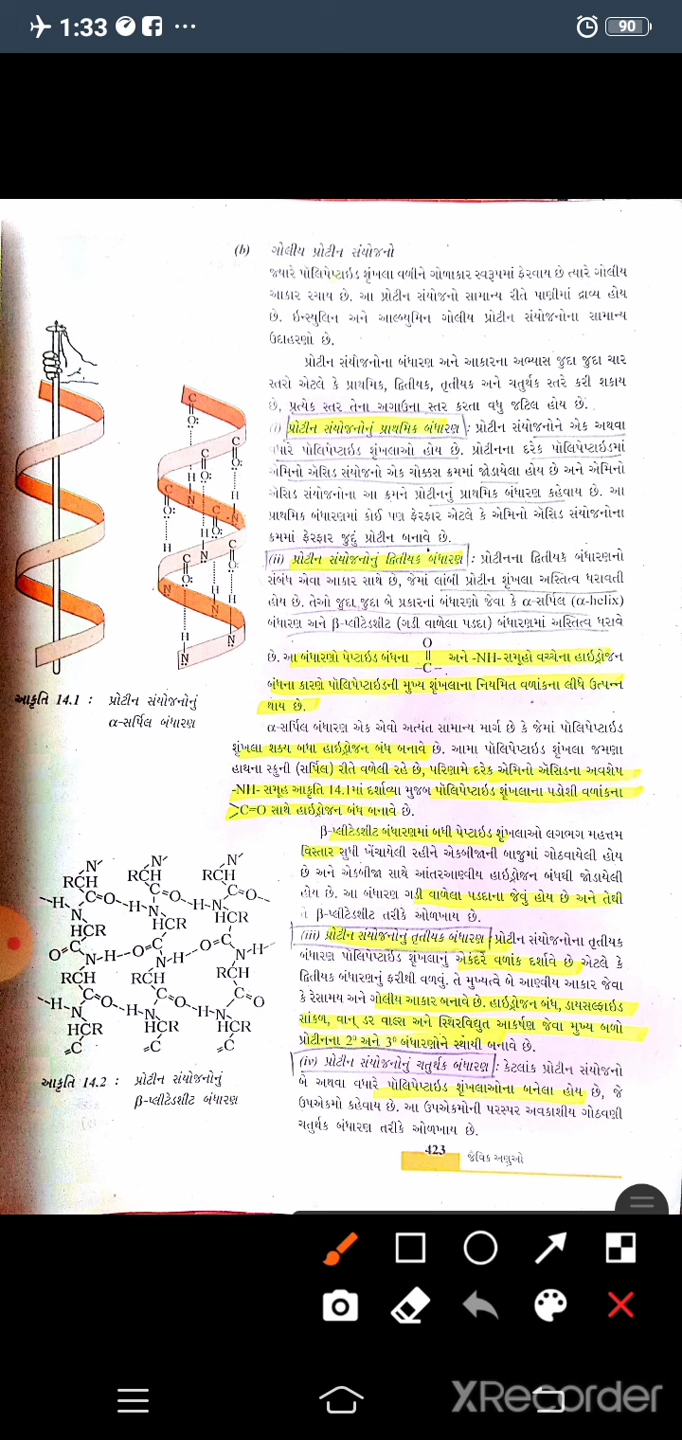 1:33
90
(b) ગોલીય પ્રોટીન સંયોજનો
જ્યારે પોલિપેપ્ટાઇડ શૃંખલા વળીને ગોળાકાર સ્વરૂપમાં ફેરવાય છે ત્યારે ગોલીય
આકાર રચાય છે. આ પ્રોટીન સંયોજનો સામાન્ય રીતે પાણીમાં દ્રાવ્ય હોય
છે. ઇન્સ્યુલિન અને આલ્બ્યુમિન ગોલીય પ્રોટીન સંયોજનોના સામાન્ય
ઉદાહરણો છે.
પ્રોટીન સંયોજનોના બંધારણ અને આકારના અભ્યાસ જુદા જુદા ચાર
સ્તરો એટલે કે પ્રાથમિક, દ્વિતીયક, તૃતીયક અને ચતુર્થક સ્તરે કરી શકાય
છે, પ્રત્યેક સ્તર તેના અગાઉના સ્તર કરતા વધુ જટિલ હોય છે.
(i) પ્રોટીન સંયોજનોનું પ્રાથમિક બંધારણ : પ્રોટીન સંયોજનોને એક અથવા
વધારે પોલિપેપ્ટાઇડ શૃંખલાઓ હોય છે. પ્રોટીનના દરેક પોલિપેપ્ટાઇડમાં
એમિનો ઍસિડ સંયોજનો એક ચોક્કસ ક્રમમાં જોડાયેલા હોય છે અને એમિનો
ઍસિડ સંયોજનોના આ ક્રમને પ્રોટીનનું પ્રાથમિક બંધારણ કહેવાય છે. આ
પ્રાથમિક બંધારણમાં કોઈ પણ ફેરફાર એટલે કે એમિનો ઍસિડ સંયોજનોના
ક્રમમાં ફેરફાર જુદું પ્રોટીન બનાવે છે.
(ii) પ્રોટીન સંયોજનોનું દ્વિતીયક બંધારણ : પ્રોટીનના દ્વિતીયક બંધારણનો
સંબંધ એવા આકાર સાથે છે, જેમાં લાંબી પ્રોટીન શૃંખલા અસ્તિત્વ ધરાવતી
હોય છે. તેઓ જુદા જુદા બે પ્રકારનાં બંધારણો જેવા કે α-સર્પિલ (α-helix)
બંધારણ અને β-પ્લીટેડશીટ (ગડી વાળેલા પડદા) બંધારણમાં અસ્તિત્વ ધરાવે
છે. આ બંધારણો પેપ્ટાઇડ બંધના –C(=O)– અને -NH- સમૂહો વચ્ચેના હાઇડ્રોજન
બંધના કારણે પોલિપેપ્ટાઇડની મુખ્ય શૃંખલાના નિયમિત વળાંકના લીધે ઉત્પન્ન
થાય છે.
α-સર્પિલ બંધારણ એક એવો અત્યંત સામાન્ય માર્ગ છે કે જેમાં પોલિપેપ્ટાઇડ
શૃંખલા શક્ય બધા હાઇડ્રોજન બંધ બનાવે છે. આમાં પોલિપેપ્ટાઇડ શૃંખલા જમણા
હાથના સ્ક્રુની (સર્પિલ) રીતે વળેલી રહે છે, પરિણામે દરેક એમિનો ઍસિડના અવશેષ
-NH- સમૂહ આકૃતિ 14.1માં દર્શાવ્યા મુજબ પોલિપેપ્ટાઇડ શૃંખલાના પડોશી વળાંકના
>C=O સાથે હાઇડ્રોજન બંધ બનાવે છે.
β-પ્લીટેડશીટ બંધારણમાં બધી પેપ્ટાઇડ શૃંખલાઓ લગભગ મહત્તમ
વિસ્તાર સુધી ખેંચાયેલી રહીને એકબીજાની બાજુમાં ગોઠવાયેલી હોય
છે અને એકબીજા સાથે આંતરઆણ્વીય હાઇડ્રોજન બંધથી જોડાયેલી
હોય છે. આ બંધારણ ગડી વાળેલા પડદાના જેવું હોય છે અને તેથી
તે β-પ્લીટેડશીટ તરીકે ઓળખાય છે.
(iii) પ્રોટીન સંયોજનોનું તૃતીયક બંધારણ : પ્રોટીન સંયોજનોના તૃતીયક
બંધારણ પોલિપેપ્ટાઇડ શૃંખલાનું એકંદરે વળાંક દર્શાવે છે એટલે કે
દ્વિતીયક બંધારણનું ફરીથી વળવું. તે મુખ્યત્વે બે આણ્વીય આકાર જેવા
કે રેસામય અને ગોલીય આકાર બનાવે છે. હાઇડ્રોજન બંધ, ડાયસલ્ફાઇડ
સાંકળ, વાન્ ડર વાલ્સ અને સ્થિરવિદ્યુત આકર્ષણ જેવા મુખ્ય બળો
પ્રોટીનના 2° અને 3° બંધારણોને સ્થાયી બનાવે છે.
(iv) પ્રોટીન સંયોજનોનું ચતુર્થક બંધારણ : કેટલાંક પ્રોટીન સંયોજનો
બે અથવા વધારે પોલિપેપ્ટાઇડ શૃંખલાઓના બનેલા હોય છે, જે
ઉપએકમો કહેવાય છે. આ ઉપએકમોની પરસ્પર અવકાશીય ગોઠવણી
ચતુર્થક બંધારણ તરીકે ઓળખાય છે.
આકૃતિ 14.1 : પ્રોટીન સંયોજનોનું
α-સર્પિલ બંધારણ
આકૃતિ 14.2 : પ્રોટીન સંયોજનોનું
β-પ્લીટેડશીટ બંધારણ
423 જૈવિક અણુઓ
XRecorder